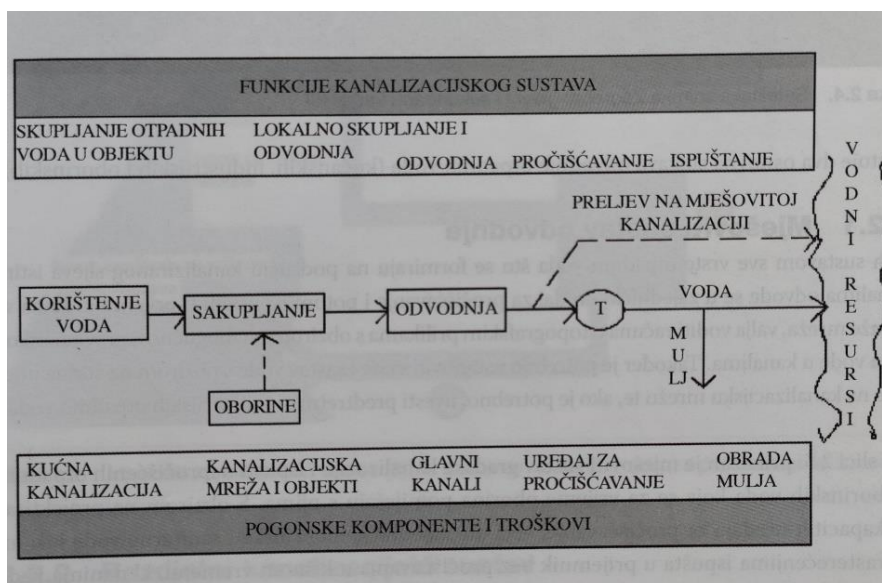 FUNKCIJE KANALIZACIJSKOG SUSTAVA
SKUPLJANJE OTPADNIH
VODA U OBJEKTU
LOKALNO SKUPLJANJE I
ODVODNJA
ODVODNJA
PROČIŠĆAVANJE
ISPUŠTANJE
PRELJEV NA MJEŠOVITOJ
KANALIZACIJI
KORIŠTENJE
VODA
SAKUPLJANJE
ODVODNJA
T
VODA
MULJ
OBORINE
VODNI RESURSI
KUĆNA
KANALIZACIJA
KANALIZACIJSKA
MREŽA I OBJEKTI
GLAVNI
KANALI
UREĐAJ ZA
PROČIŠĆAVANJE
OBRADA
MULJA
POGONSKE KOMPONENTE I TROŠKOVI